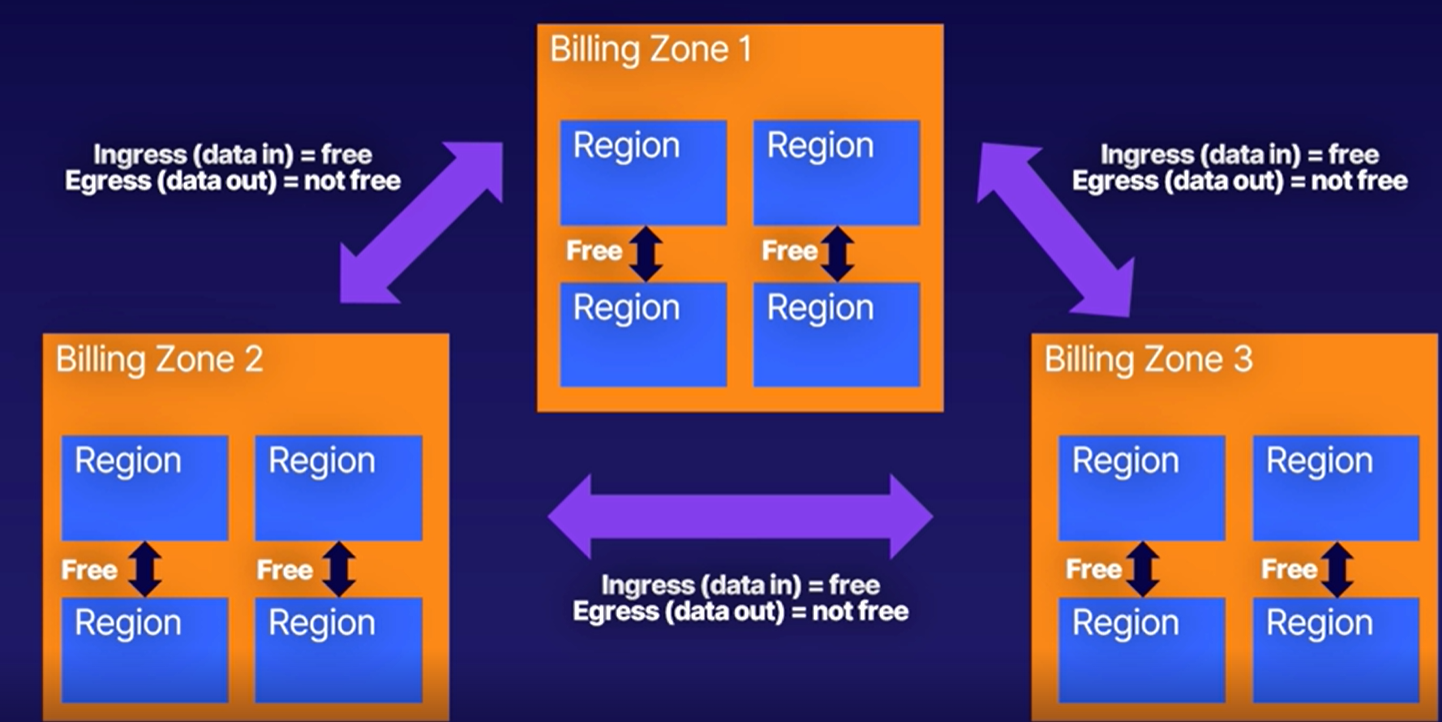 Billing Zone 1
Region
Region
Free
Free
Region
Region
Ingress (data in) = free
Egress (data out) = not free
Ingress (data in) = free
Egress (data out) = not free
Billing Zone 2
Region
Region
Free
Free
Region
Region
Ingress (data in) = free
Egress (data out) = not free
Billing Zone 3
Region
Region
Free
Free
Region
Region